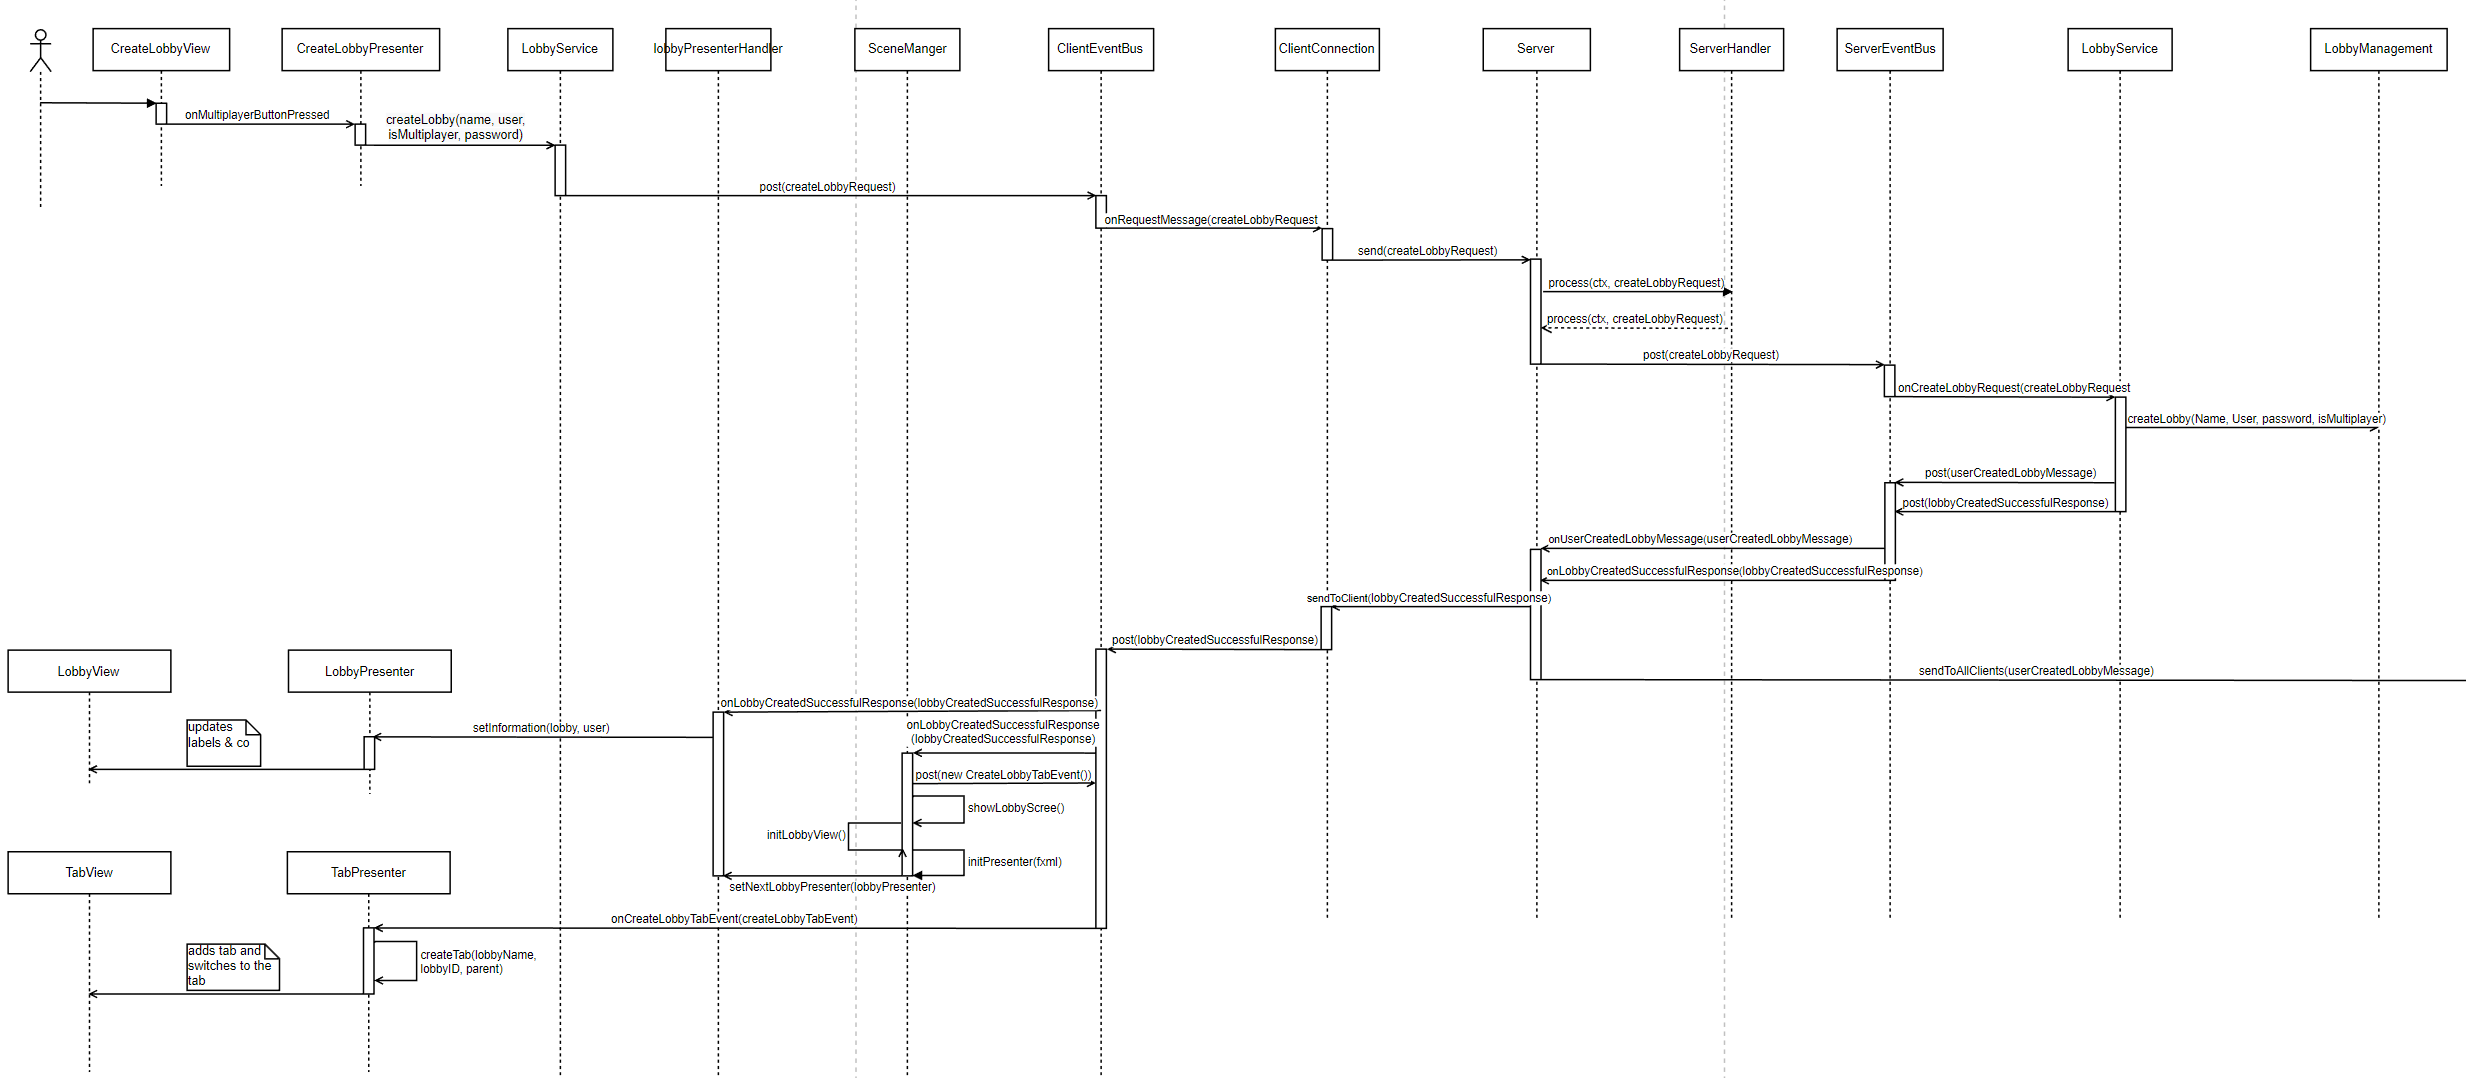 CreateLobbyView
CreateLobbyPresenter
LobbyService
lobbyPresenterHandler
SceneManger
ClientEventBus
ClientConnection
Server
ServerHandler
ServerEventBus
LobbyService
LobbyManagement
onMultiplayerButtonPressed
createLobby(name, user,
isMultiplayer, password)
post(createLobbyRequest)
onRequestMessage(createLobbyRequest
send(createLobbyRequest)
process(ctx, createLobbyRequest)
process(ctx, createLobbyRequest)
post(createLobbyRequest)
onCreateLobbyRequest(createLobbyRequest
createLobby(Name, User, password, isMultiplayer)
post(userCreatedLobbyMessage)
post(lobbyCreatedSuccessfulResponse)
onUserCreatedLobbyMessage(userCreatedLobbyMessage)
onLobbyCreatedSuccessfulResponse(lobbyCreatedSuccessfulResponse)
sendToClient(lobbyCreatedSuccessfulResponse)
post(lobbyCreatedSuccessfulResponse)
sendToAllClients(userCreatedLobbyMessage)
LobbyView
LobbyPresenter
onLobbyCreatedSuccessfulResponse(lobbyCreatedSuccessfulResponse)
setInformation(lobby, user)
updates
labels & co
onLobbyCreatedSuccessfulResponse
(lobbyCreatedSuccessfulResponse)
post(new CreateLobbyTabEvent())
showLobbyScree()
initLobbyView()
initPresenter(fxml)
setNextLobbyPresenter(lobbyPresenter)
TabView
TabPresenter
onCreateLobbyTabEvent(createLobbyTabEvent)
adds tab and
switches to the
tab
createTab(lobbyName,
lobbyID, parent)